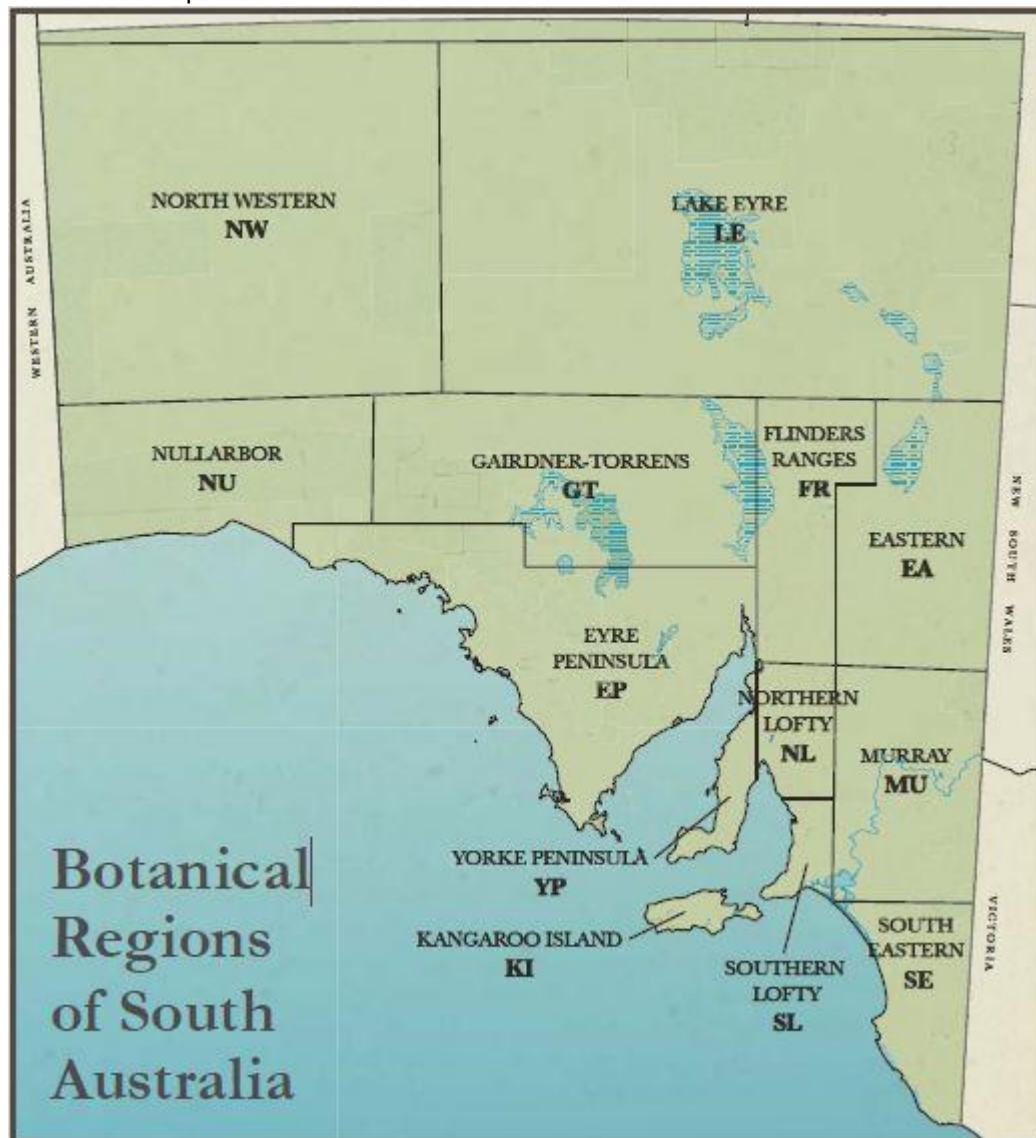 NORTH WESTERN
NW
LAKE EYRE
LE
WESTERN AUSTRALIA
NULLARBOR
NU
GAIRDNER-TORRENS
GT
FLINDERS
RANGES
FR
EASTERN
EA
NEW SOUTH WALES
EYRE
PENINSULA
EP
NORTHERN
LOFTY
NL
MURRAY
MU
YORKE PENINSULA
YP
KANGAROO ISLAND
KI
SOUTHERN
LOFTY
SL
SOUTH
EASTERN
SE
VICTORIA
Botanical
Regions
of South
Australia